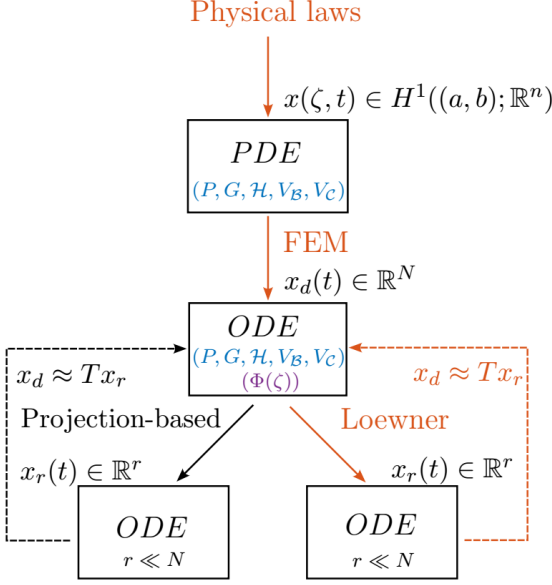 Physical laws
x(ζ, t) ∈ H¹((a, b); ℝⁿ)
PDE
(P, G, ℋ, V_ℬ, V_𝒞)
FEM
x_d(t) ∈ ℝᴺ
ODE
(P, G, ℋ, V_ℬ, V_𝒞)
(Φ(ζ))
x_d ≈ Tx_r
x_d ≈ Tx_r
Projection-based
Loewner
x_r(t) ∈ ℝʳ
x_r(t) ∈ ℝʳ
ODE
r ≪ N
ODE
r ≪ N